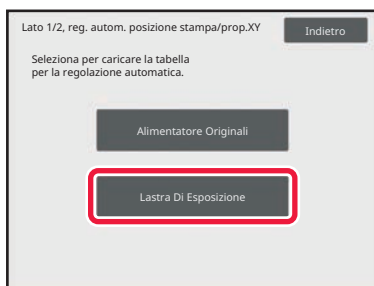 Lato 1/2, reg. autom. posizione stampa/prop.XY
Indietro
Seleziona per caricare la tabella
per la regolazione automatica.
Alimentatore Originali
Lastra Di Esposizione